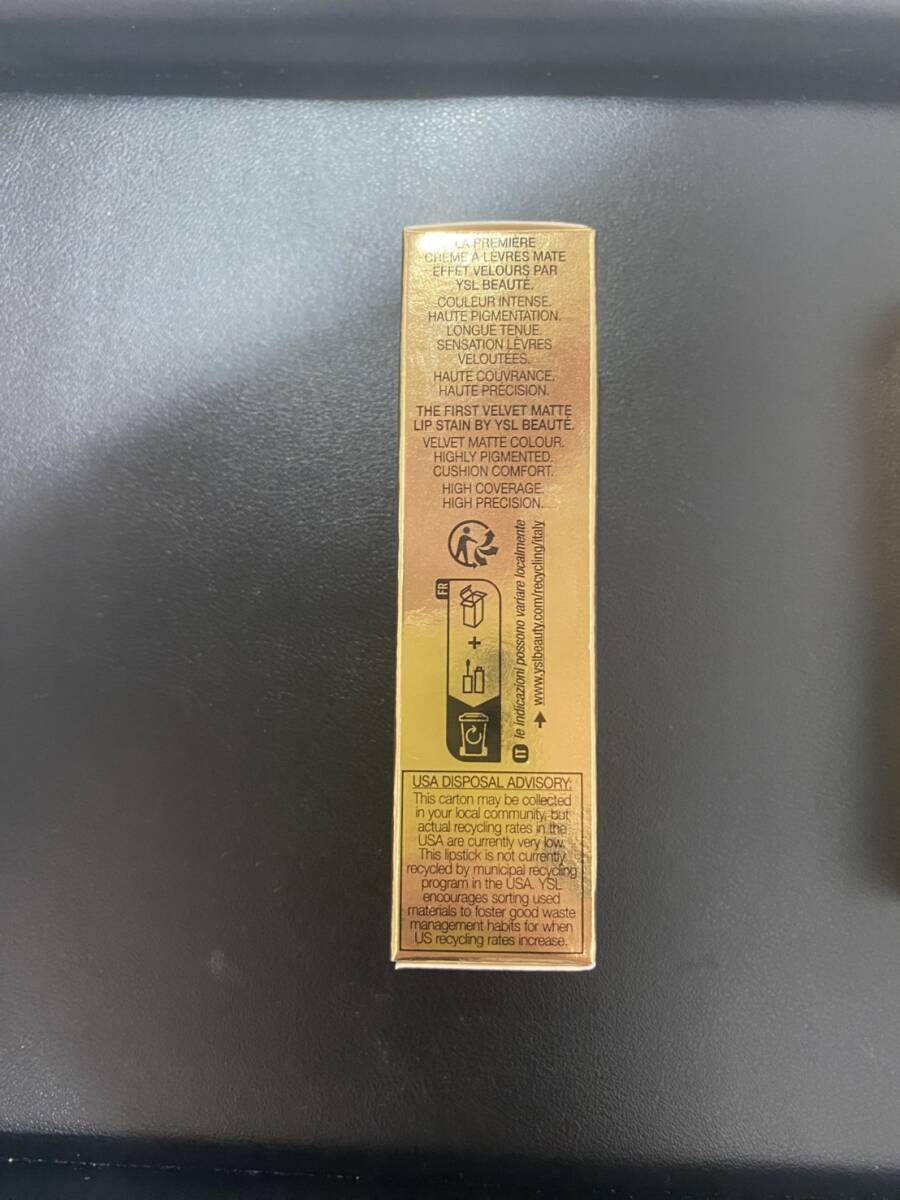 LA PREMIÈRE
CRÈME À LÈVRES MATE
EFFET VELOURS PAR
YSL BEAUTÉ.
COULEUR INTENSE.
HAUTE PIGMENTATION.
LONGUE TENUE.
SENSATION LÈVRES
VELOUTÉES.
HAUTE COUVRANCE.
HAUTE PRÉCISION.
THE FIRST VELVET MATTE
LIP STAIN BY YSL BEAUTÉ.
VELVET MATTE COLOUR.
HIGHLY PIGMENTED.
CUSHION COMFORT.
HIGH COVERAGE.
HIGH PRECISION.
FR
+
IT le indicazioni possono variare localmente
www.yslbeauty.com/recycling/italy
USA DISPOSAL ADVISORY:
This carton may be collected
in your local community, but
actual recycling rates in the
USA are currently very low.
This lipstick is not currently
recycled by municipal recycling
program in the USA. YSL
encourages sorting used
materials to foster good waste
management habits for when
US recycling rates increase.